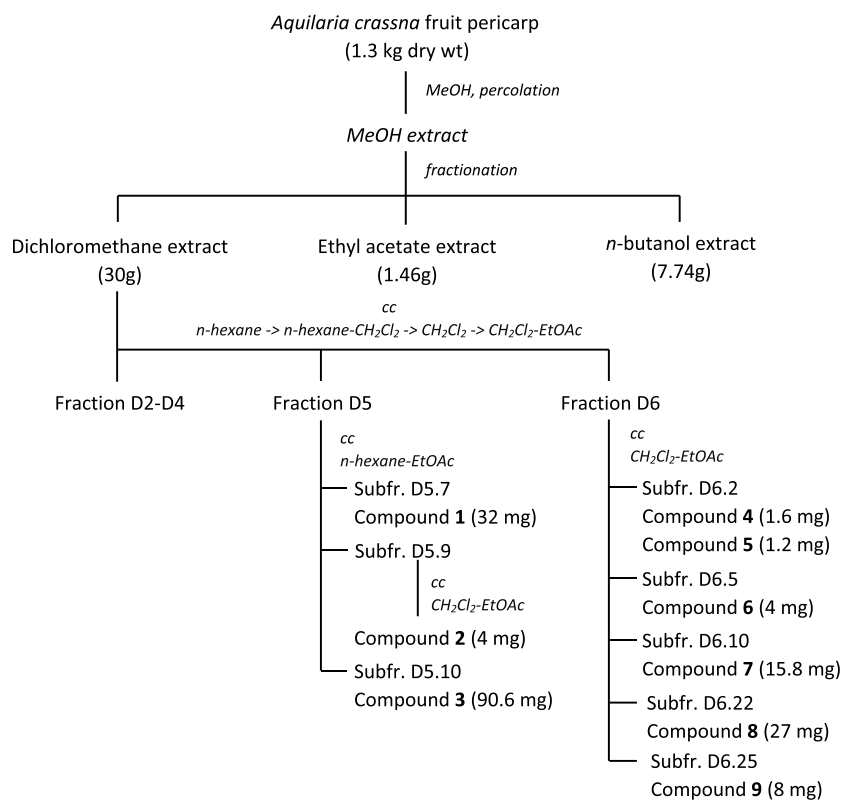 Aquilaria crassna fruit pericarp
(1.3 kg dry wt)
MeOH, percolation
MeOH extract
fractionation
Dichloromethane extract
(30g)
Ethyl acetate extract
(1.46g)
n-butanol extract
(7.74g)
cc
n-hexane -> n-hexane-CH₂Cl₂ -> CH₂Cl₂ -> CH₂Cl₂-EtOAc
Fraction D2-D4
Fraction D5
cc
n-hexane-EtOAc
Subfr. D5.7
Compound 1 (32 mg)
Subfr. D5.9
cc
CH₂Cl₂-EtOAc
Compound 2 (4 mg)
Subfr. D5.10
Compound 3 (90.6 mg)
Fraction D6
cc
CH₂Cl₂-EtOAc
Subfr. D6.2
Compound 4 (1.6 mg)
Compound 5 (1.2 mg)
Subfr. D6.5
Compound 6 (4 mg)
Subfr. D6.10
Compound 7 (15.8 mg)
Subfr. D6.22
Compound 8 (27 mg)
Subfr. D6.25
Compound 9 (8 mg)